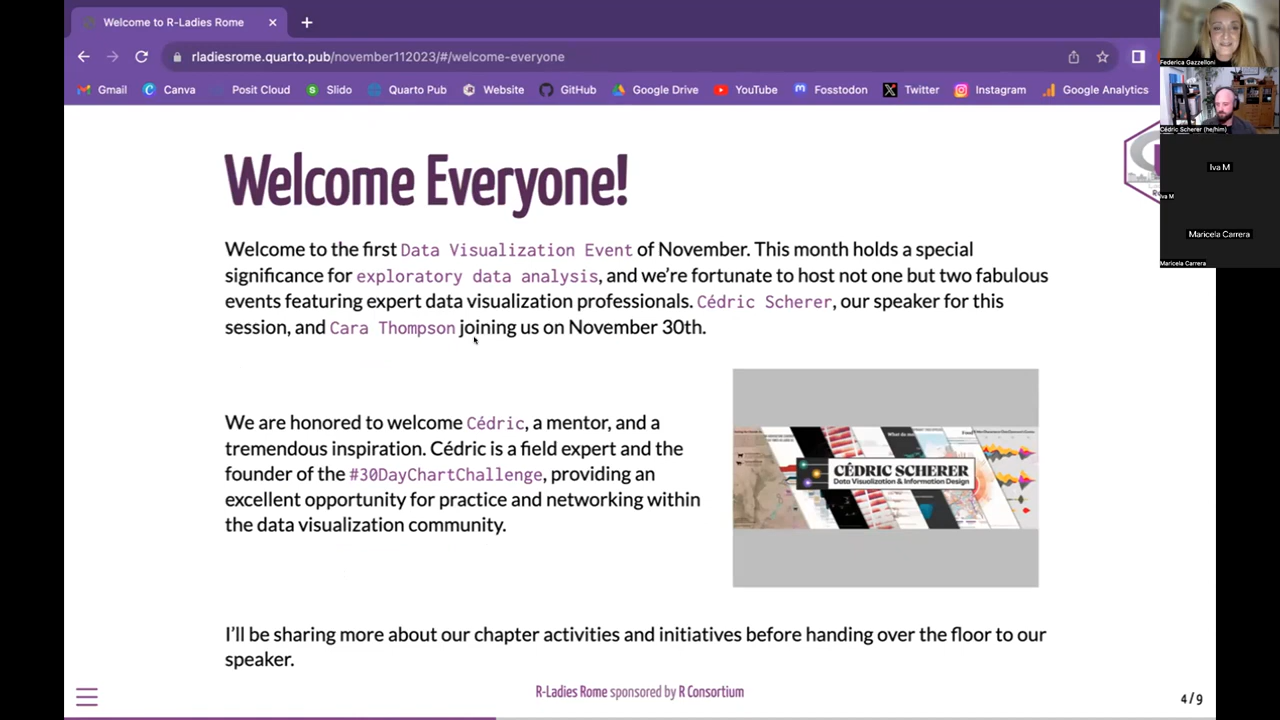 Welcome to R-Ladies Rome
rladiesrome.quarto.pub/november112023/#/welcome-everyone
Gmail Canva Posit Cloud Slido Quarto Pub Website GitHub Google Drive YouTube Fosstodon Twitter Instagram Google Analytics
Federica Gazzelloni
Cédric Scherer (he/him)
Iva M
Iva M
Maricela Carrera
Maricela Carrera
Welcome Everyone!
Welcome to the first Data Visualization Event of November. This month holds a special
significance for exploratory data analysis, and we're fortunate to host not one but two fabulous
events featuring expert data visualization professionals. Cédric Scherer, our speaker for this
session, and Cara Thompson joining us on November 30th.
We are honored to welcome Cédric, a mentor, and a
tremendous inspiration. Cédric is a field expert and the
founder of the #30DayChartChallenge, providing an
excellent opportunity for practice and networking within
the data visualization community.
CÉDRIC SCHERER
Data Visualization & Information Design
I'll be sharing more about our chapter activities and initiatives before handing over the floor to our
speaker.
R-Ladies Rome sponsored by R Consortium
4 / 9